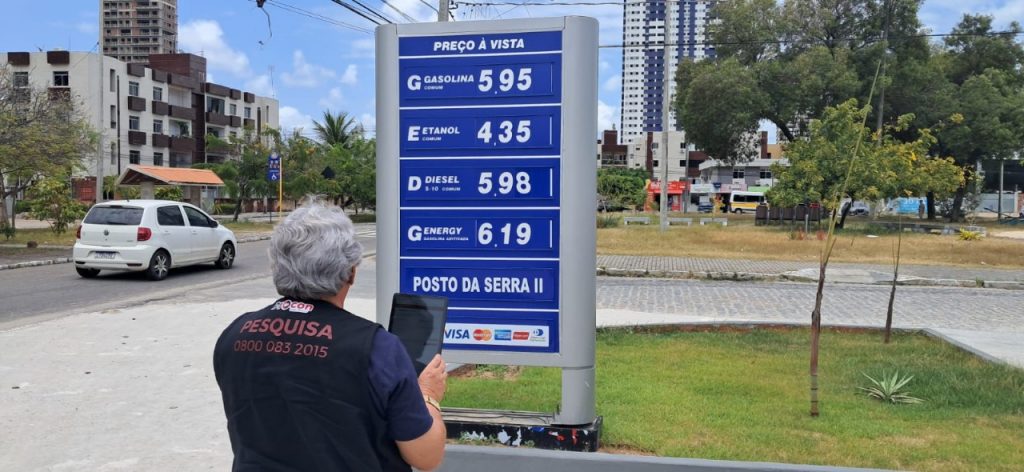 PREÇO À VISTA
G GASOLINA COMUM 5,95
E ETANOL COMUM 4,35
D DIESEL S-10 COMUM 5,98
G ENERGY GASOLINA ADITIVADA 6,19
POSTO DA SERRA II
VISA
PESQUISA
0800 083 2015